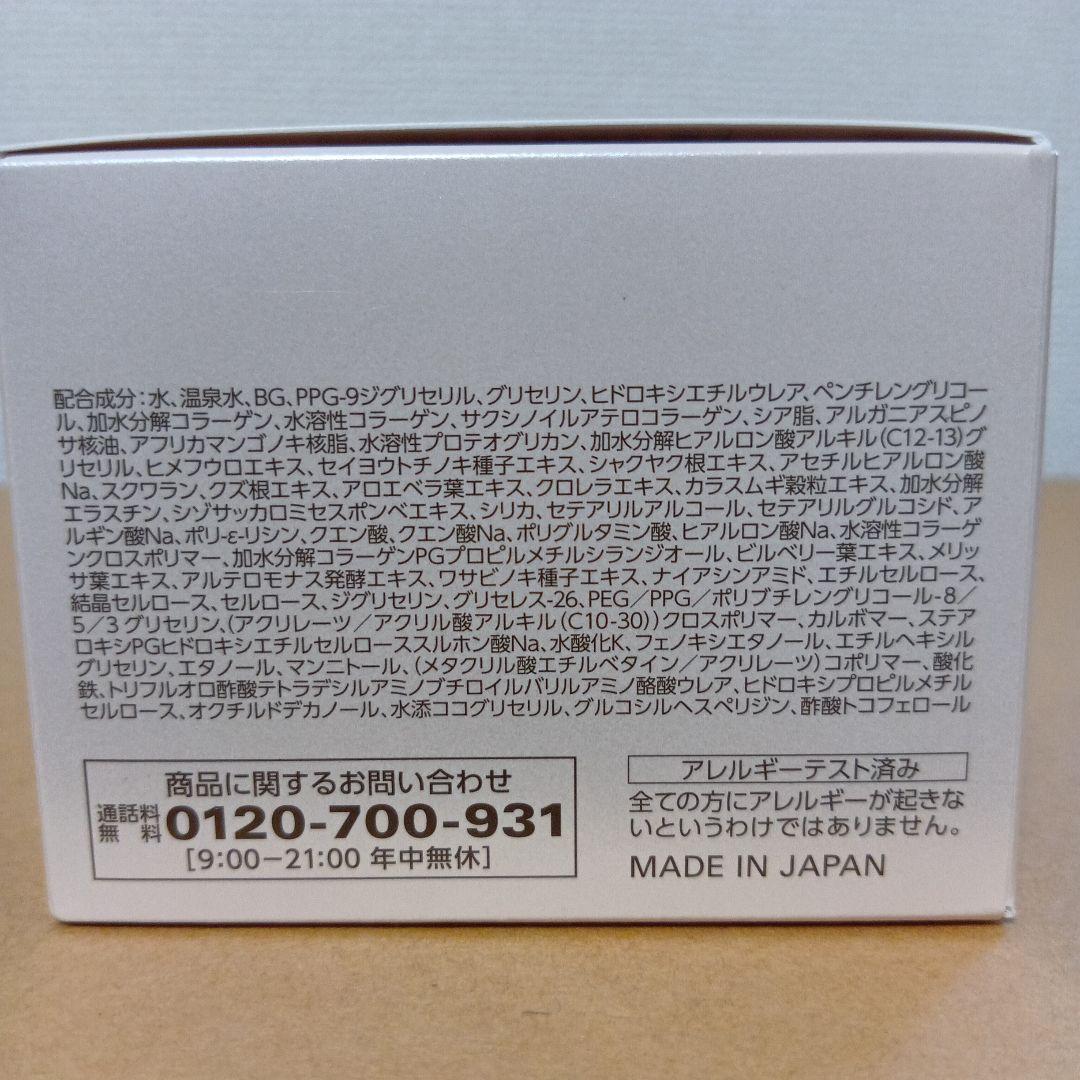 配合成分：水、温泉水、BG、PPG-9ジグリセリル、グリセリン、ヒドロキシエチルウレア、ペンチレングリコー
ル、加水分解コラーゲン、水溶性コラーゲン、サクシノイルアテロコラーゲン、シア脂、アルガニアスピノ
サ核油、アフリカマンゴノキ核脂、水溶性プロテオグリカン、加水分解ヒアルロン酸アルキル(C12-13)グ
リセリル、ヒメフウロエキス、セイヨウトチノキ種子エキス、シャクヤク根エキス、アセチルヒアルロン酸
Na、スクワラン、クズ根エキス、アロエベラ葉エキス、クロレラエキス、カラスムギ穀粒エキス、加水分解
エラスチン、シゾサッカロミセスポンベエキス、シリカ、セテアリルアルコール、セテアリルグルコシド、ア
ルギン酸Na、ポリ-ε-リシン、クエン酸、クエン酸Na、ポリグルタミン酸、ヒアルロン酸Na、水溶性コラーゲ
ンクロスポリマー、加水分解コラーゲンPGプロピルメチルシランジオール、ビルベリー葉エキス、メリッ
サ葉エキス、アルテロモナス発酵エキス、ワサビノキ種子エキス、ナイアシンアミド、エチルセルロース、
結晶セルロース、セルロース、ジグリセリン、グリセレス-26、PEG／PPG／ポリブチレングリコール-8／
5／3グリセリン、(アクリレーツ／アクリル酸アルキル(C10-30))クロスポリマー、カルボマー、ステア
ロキシPGヒドロキシエチルセルローススルホン酸Na、水酸化K、フェノキシエタノール、エチルヘキシル
グリセリン、エタノール、マンニトール、(メタクリル酸エチルベタイン／アクリレーツ)コポリマー、酸化
鉄、トリフルオロ酢酸テトラデシルアミノブチロイルバリルアミノ酪酸ウレア、ヒドロキシプロピルメチル
セルロース、オクチルドデカノール、水添ココグリセリル、グルコシルヘスペリジン、酢酸トコフェロール
商品に関するお問い合わせ
通話料無料 0120-700-931
[9:00－21:00 年中無休]
アレルギーテスト済み
全ての方にアレルギーが起きな
いというわけではありません。
MADE IN JAPAN